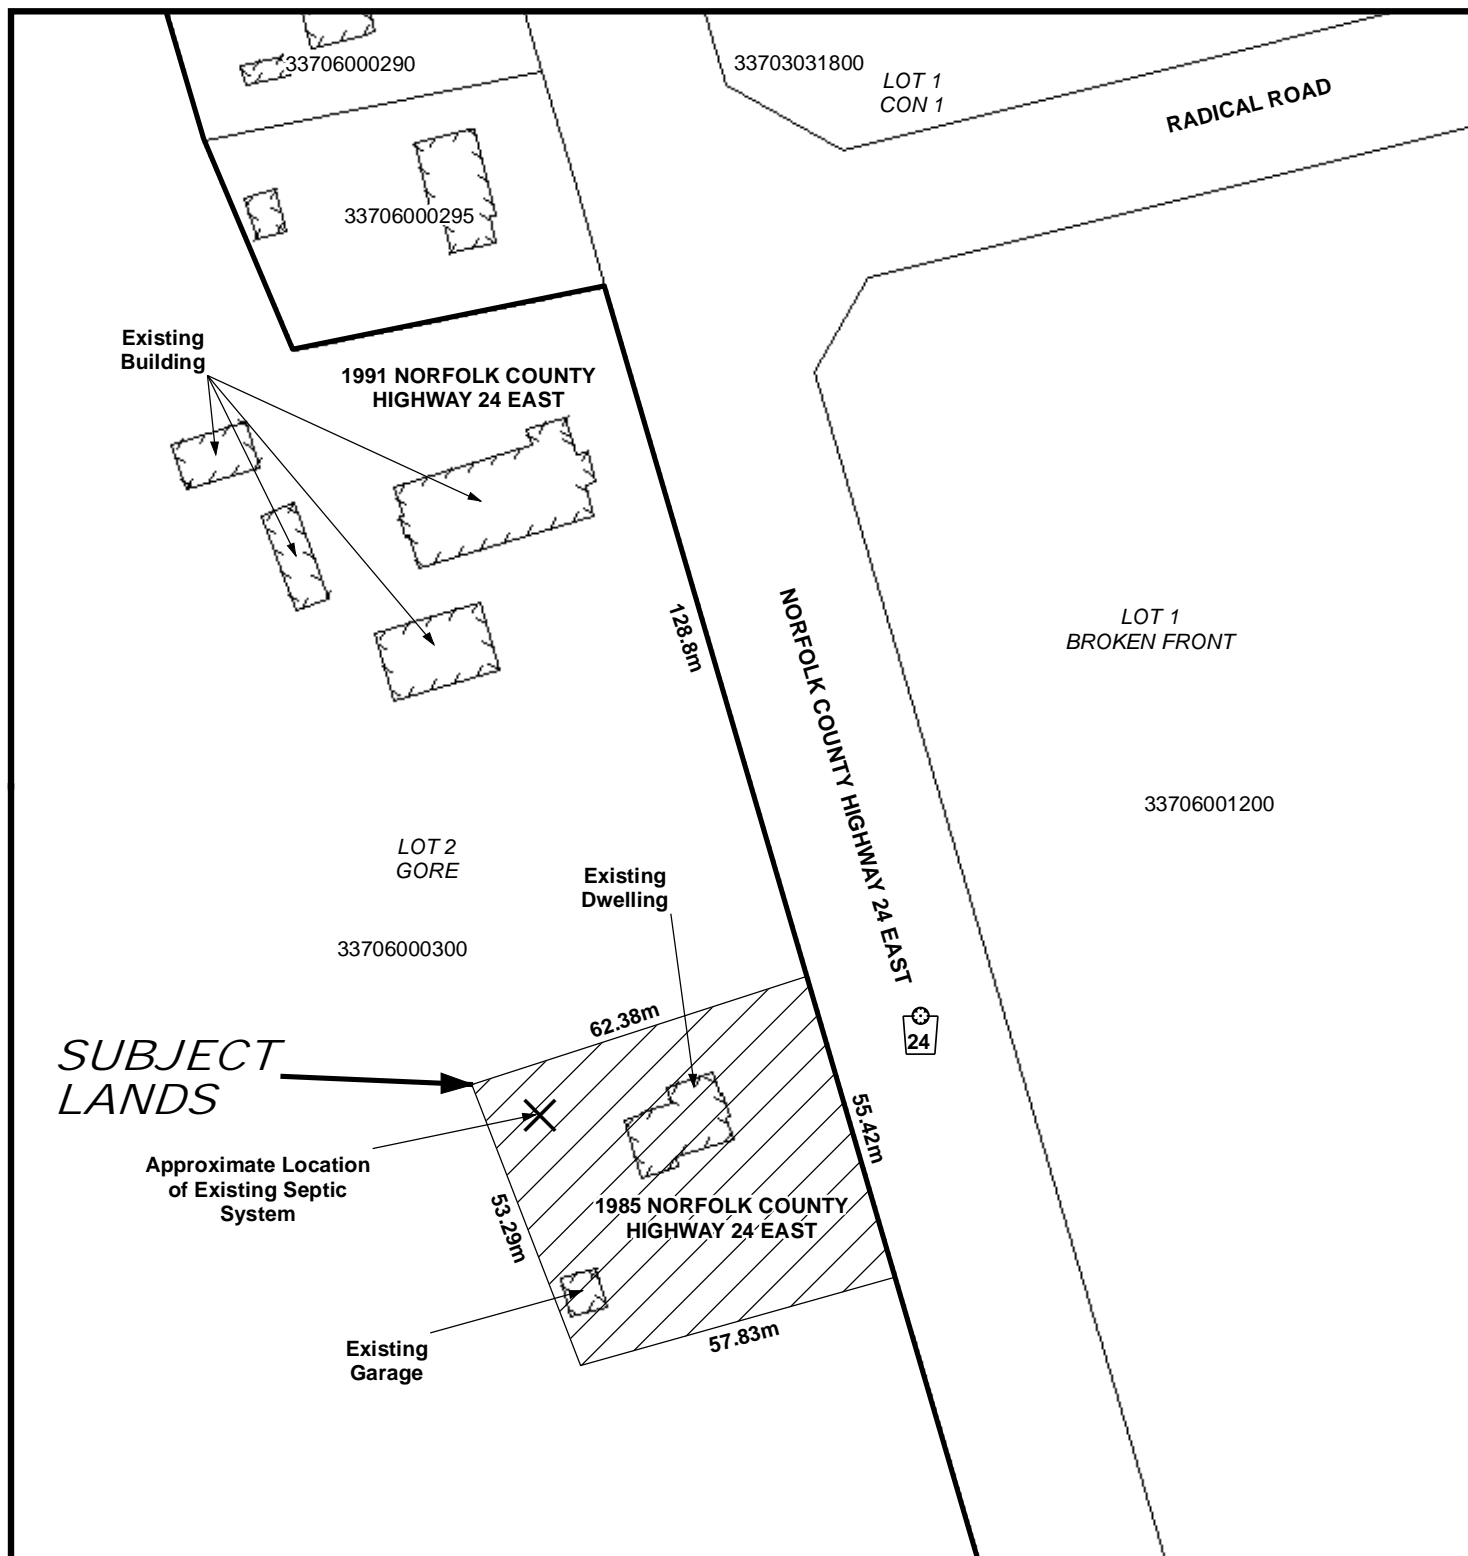 33706000290
33703031800
LOT 1
CON 1
RADICAL ROAD
33706000295
Existing
Building
1991 NORFOLK COUNTY
HIGHWAY 24 EAST
128.8m
NORFOLK COUNTY HIGHWAY 24 EAST
LOT 1
BROKEN FRONT
33706001200
LOT 2
GORE
Existing
Dwelling
33706000300
62.38m
24
SUBJECT
LANDS
55.42m
Approximate Location
of Existing Septic
System
53.29m
1985 NORFOLK COUNTY
HIGHWAY 24 EAST
57.83m
Existing
Garage